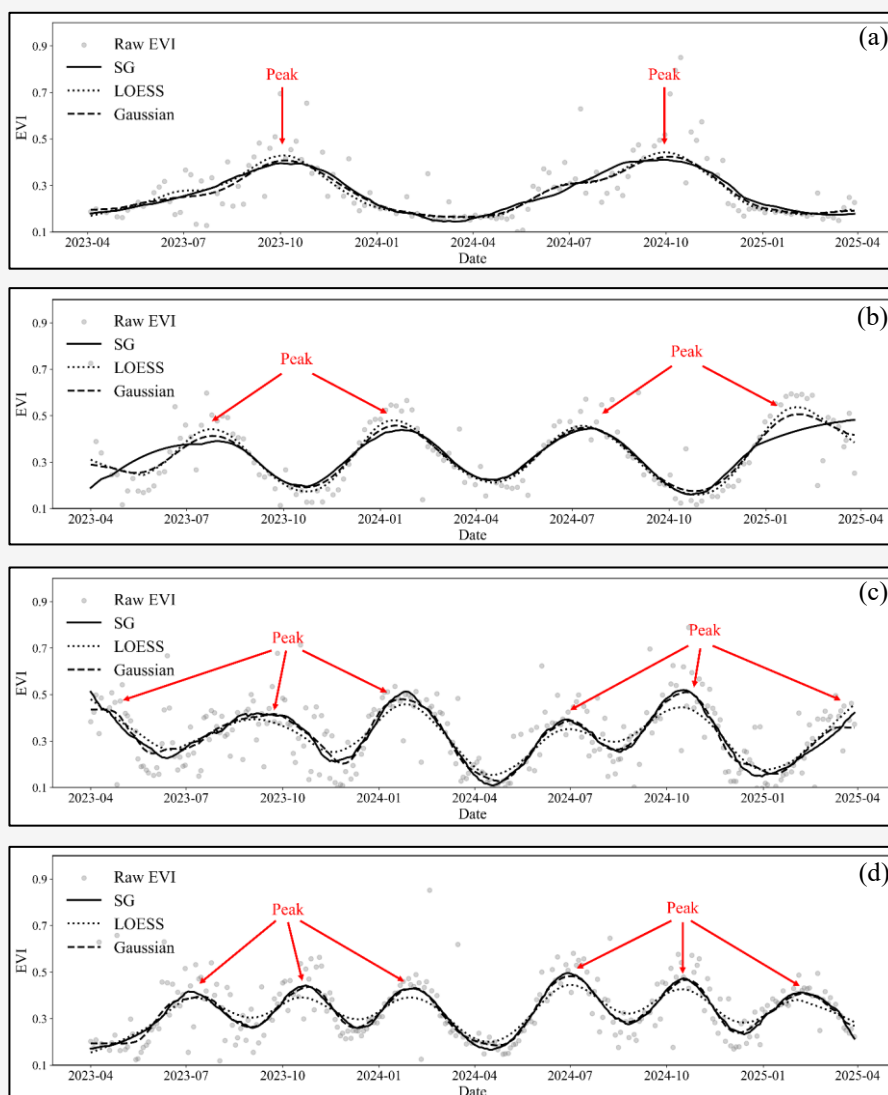 (a)
Raw EVI
SG
LOESS
Gaussian
Peak
Peak
EVI
0.9
0.7
0.5
0.3
0.1
2023-04
2023-07
2023-10
2024-01
2024-04
2024-07
2024-10
2025-01
2025-04
Date
(b)
Raw EVI
SG
LOESS
Gaussian
Peak
Peak
EVI
0.9
0.7
0.5
0.3
0.1
2023-04
2023-07
2023-10
2024-01
2024-04
2024-07
2024-10
2025-01
2025-04
Date
(c)
Raw EVI
SG
LOESS
Gaussian
Peak
Peak
EVI
0.9
0.7
0.5
0.3
0.1
2023-04
2023-07
2023-10
2024-01
2024-04
2024-07
2024-10
2025-01
2025-04
Date
(d)
Raw EVI
SG
LOESS
Gaussian
Peak
Peak
EVI
0.9
0.7
0.5
0.3
0.1
2023-04
2023-07
2023-10
2024-01
2024-04
2024-07
2024-10
2025-01
2025-04
Date